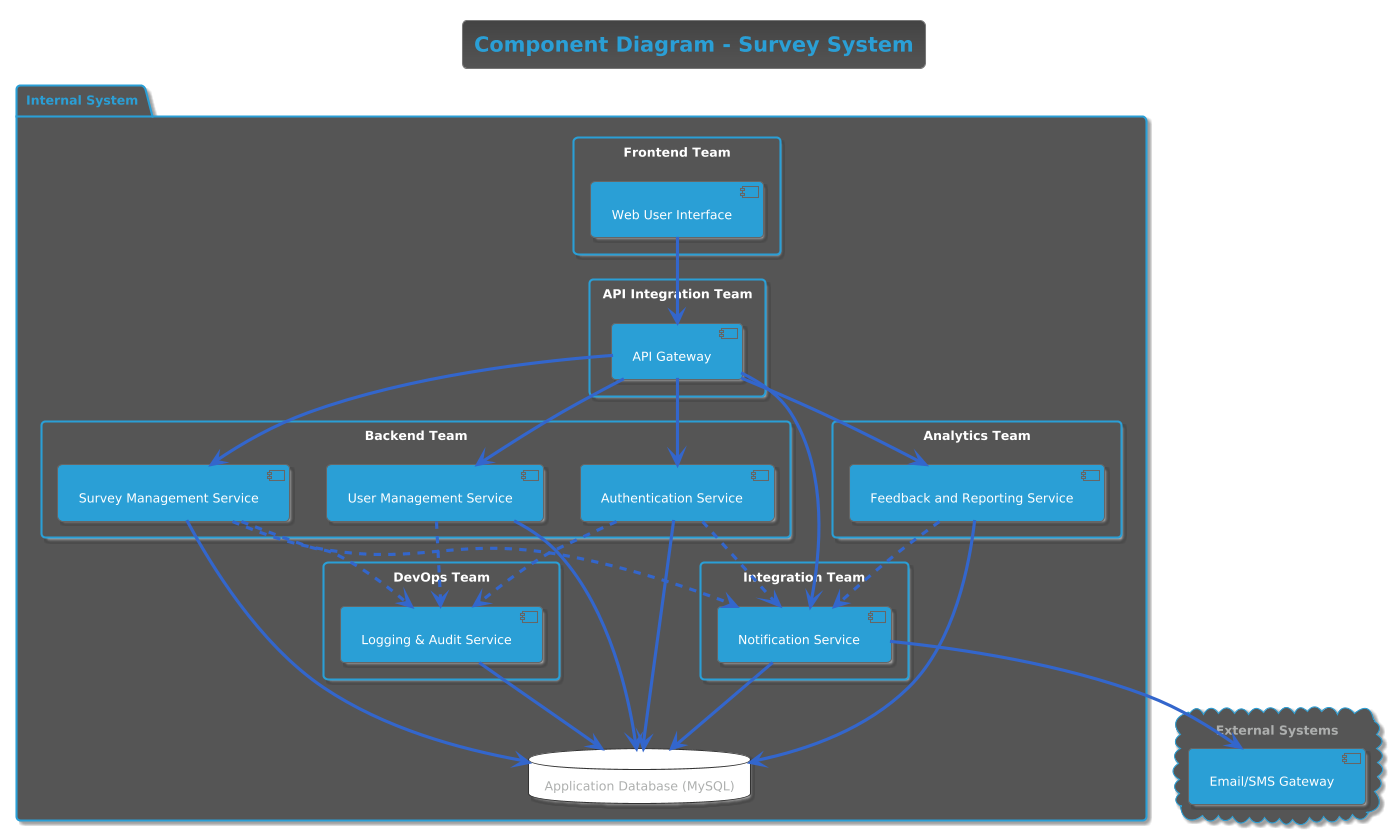 Component Diagram - Survey System
Internal System
Frontend Team
Web User Interface
API Integration Team
API Gateway
Backend Team
Analytics Team
Survey Management Service
User Management Service
Authentication Service
Feedback and Reporting Service
DevOps Team
Integration Team
Logging & Audit Service
Notification Service
External Systems
Application Database (MySQL)
Email/SMS Gateway